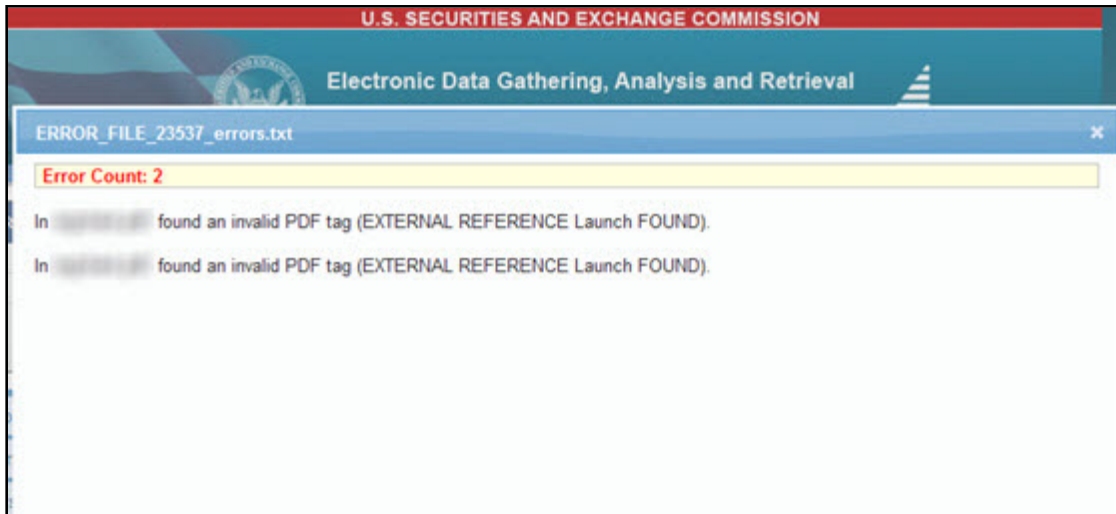 U.S. SECURITIES AND EXCHANGE COMMISSION
Electronic Data Gathering, Analysis and Retrieval
ERROR_FILE_23537_errors.txt
Error Count: 2
In found an invalid PDF tag (EXTERNAL REFERENCE Launch FOUND).
In found an invalid PDF tag (EXTERNAL REFERENCE Launch FOUND).